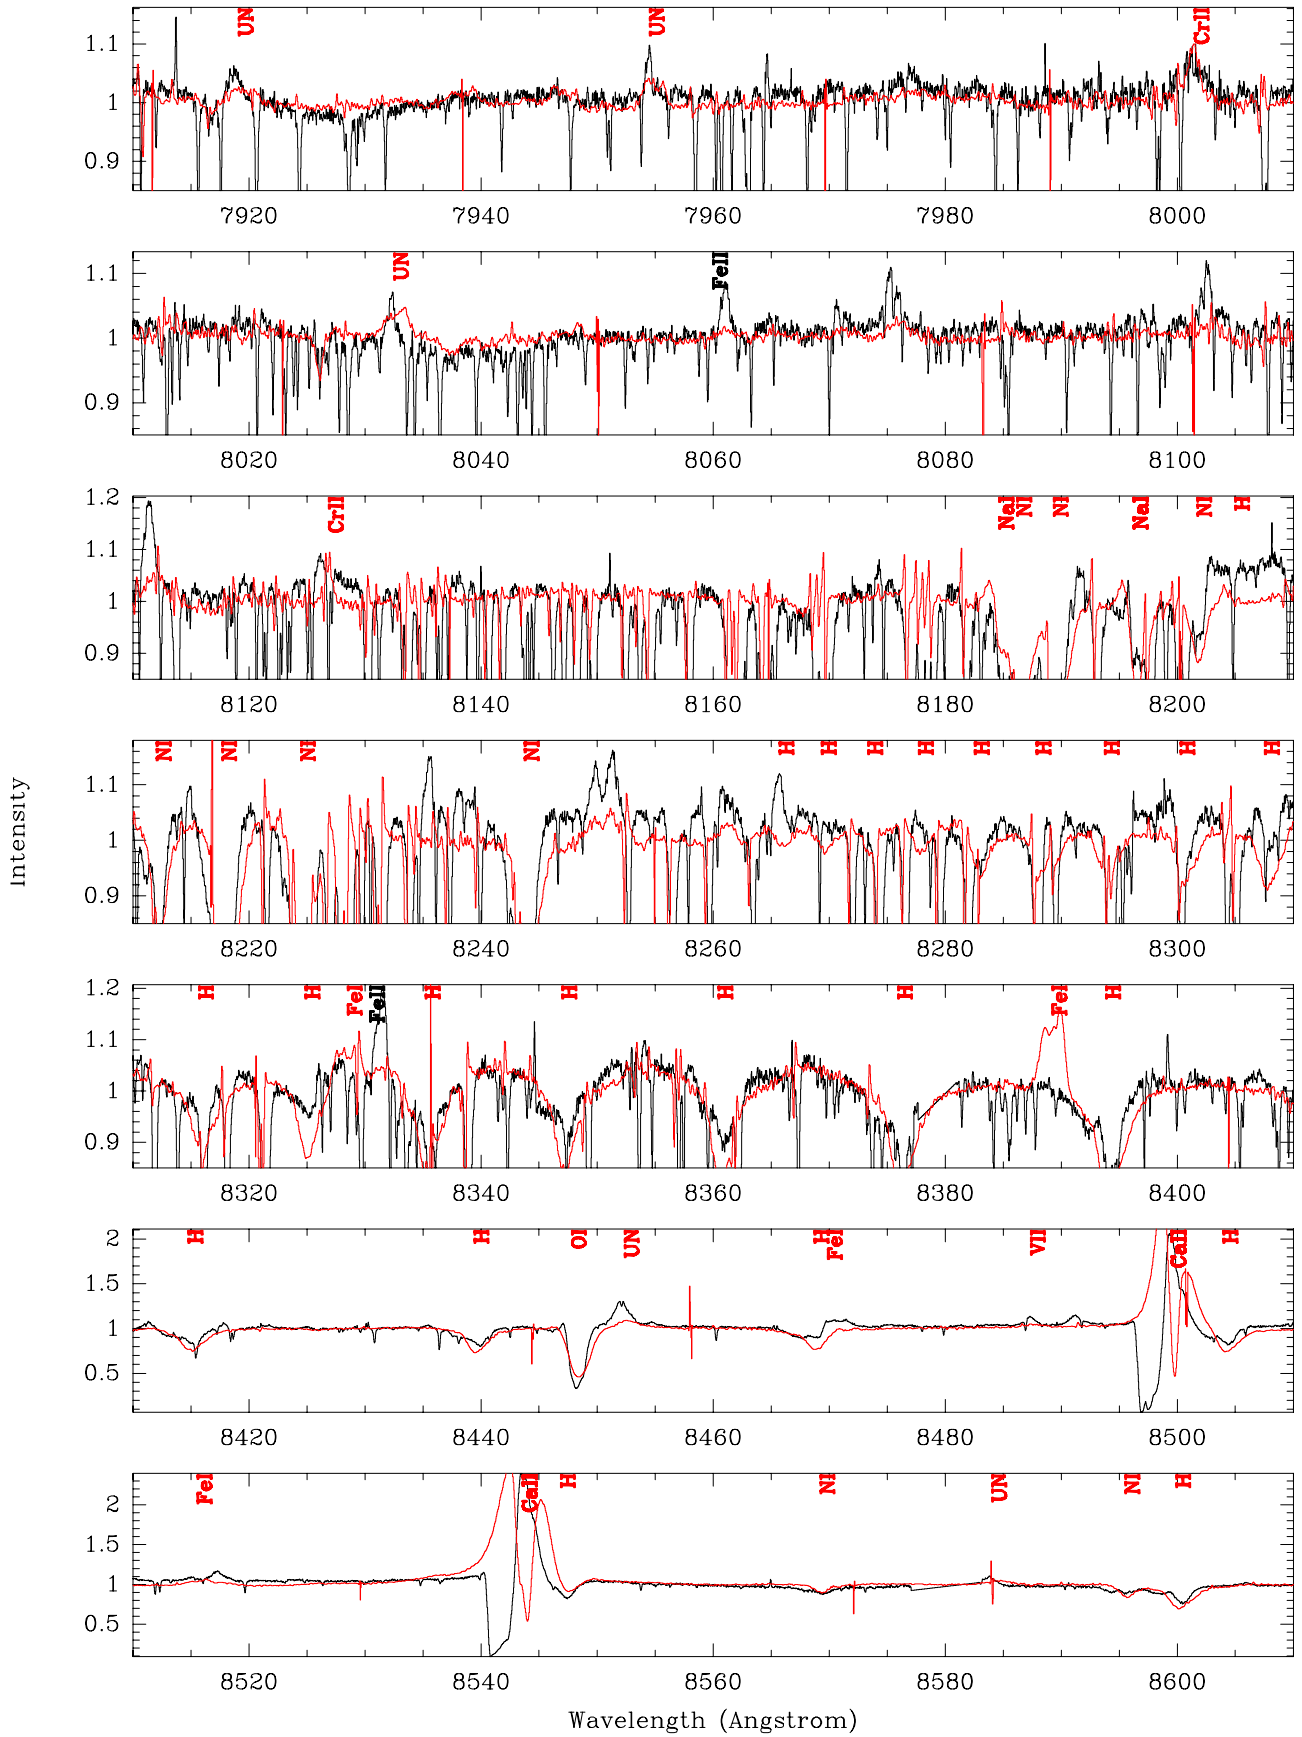 UN UN CrII
1.1
1
0.9
7920 7940 7960 7980 8000
UN FeII
1.1
1
0.9
8020 8040 8060 8080 8100
CrII NaI NI NI NaI NI H
1.2
1.1
1
0.9
8120 8140 8160 8180 8200
NI NI NI NI H H H H H H H H H
1.1
1
0.9
8220 8240 8260 8280 8300
H H FeI FeII H H H H FeI H
1.2
1.1
1
0.9
8320 8340 8360 8380 8400
H H OI UN H FeI VII CaII H
2
1.5
1
0.5
8420 8440 8460 8480 8500
FeI CaII H NI UN NI H
2
1.5
1
0.5
8520 8540 8560 8580 8600
Intensity
Wavelength (Angstrom)